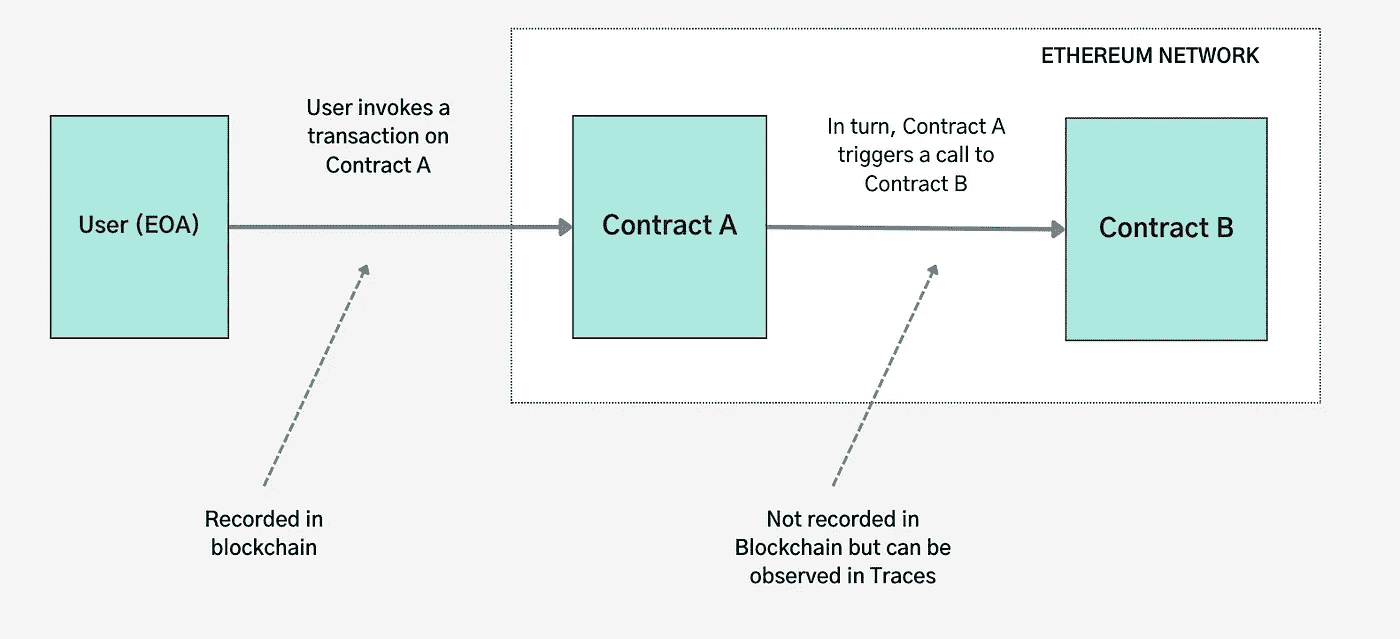 ETHEREUM NETWORK
User invokes a
transaction on
Contract A
In turn, Contract A
triggers a call to
Contract B
User (EOA)
Contract A
Contract B
Recorded in
blockchain
Not recorded in
Blockchain but can be
observed in Traces